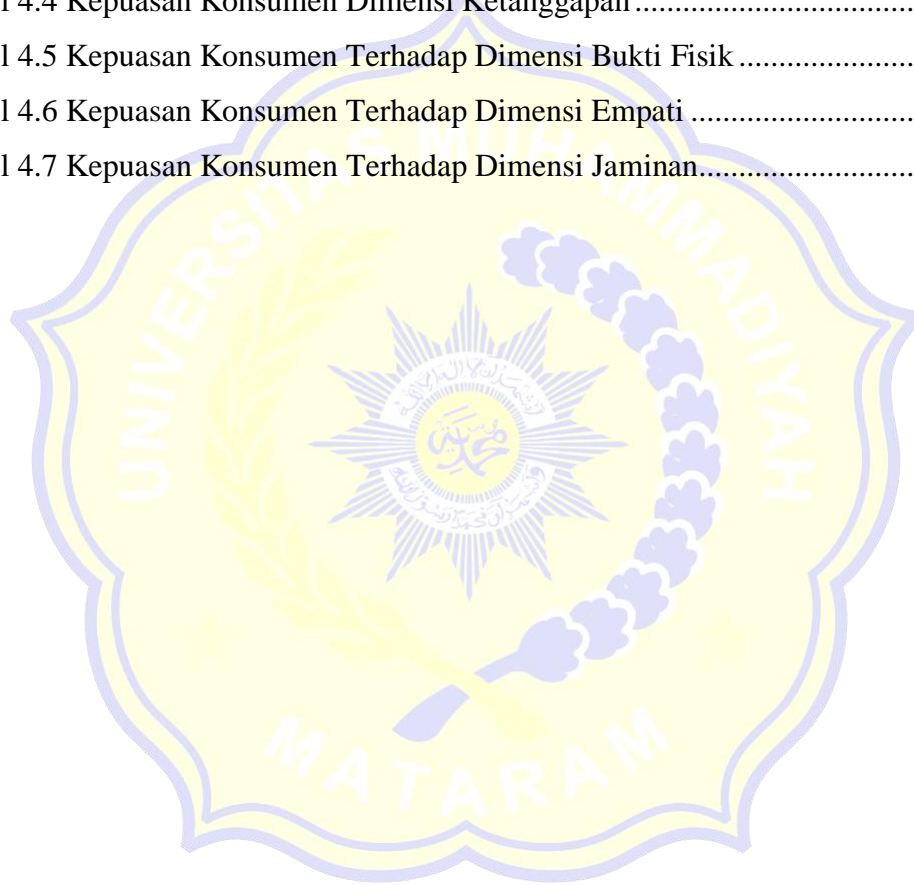 l 4.4 Kepuasan Konsumen Dimensi Ketanggapan......................................
l 4.5 Kepuasan Konsumen Terhadap Dimensi Bukti Fisik ......................
l 4.6 Kepuasan Konsumen Terhadap Dimensi Empati ............................
l 4.7 Kepuasan Konsumen Terhadap Dimensi Jaminan...........................
UNIVERSITAS MUHAMMADIYAH
محمد
MATARAM